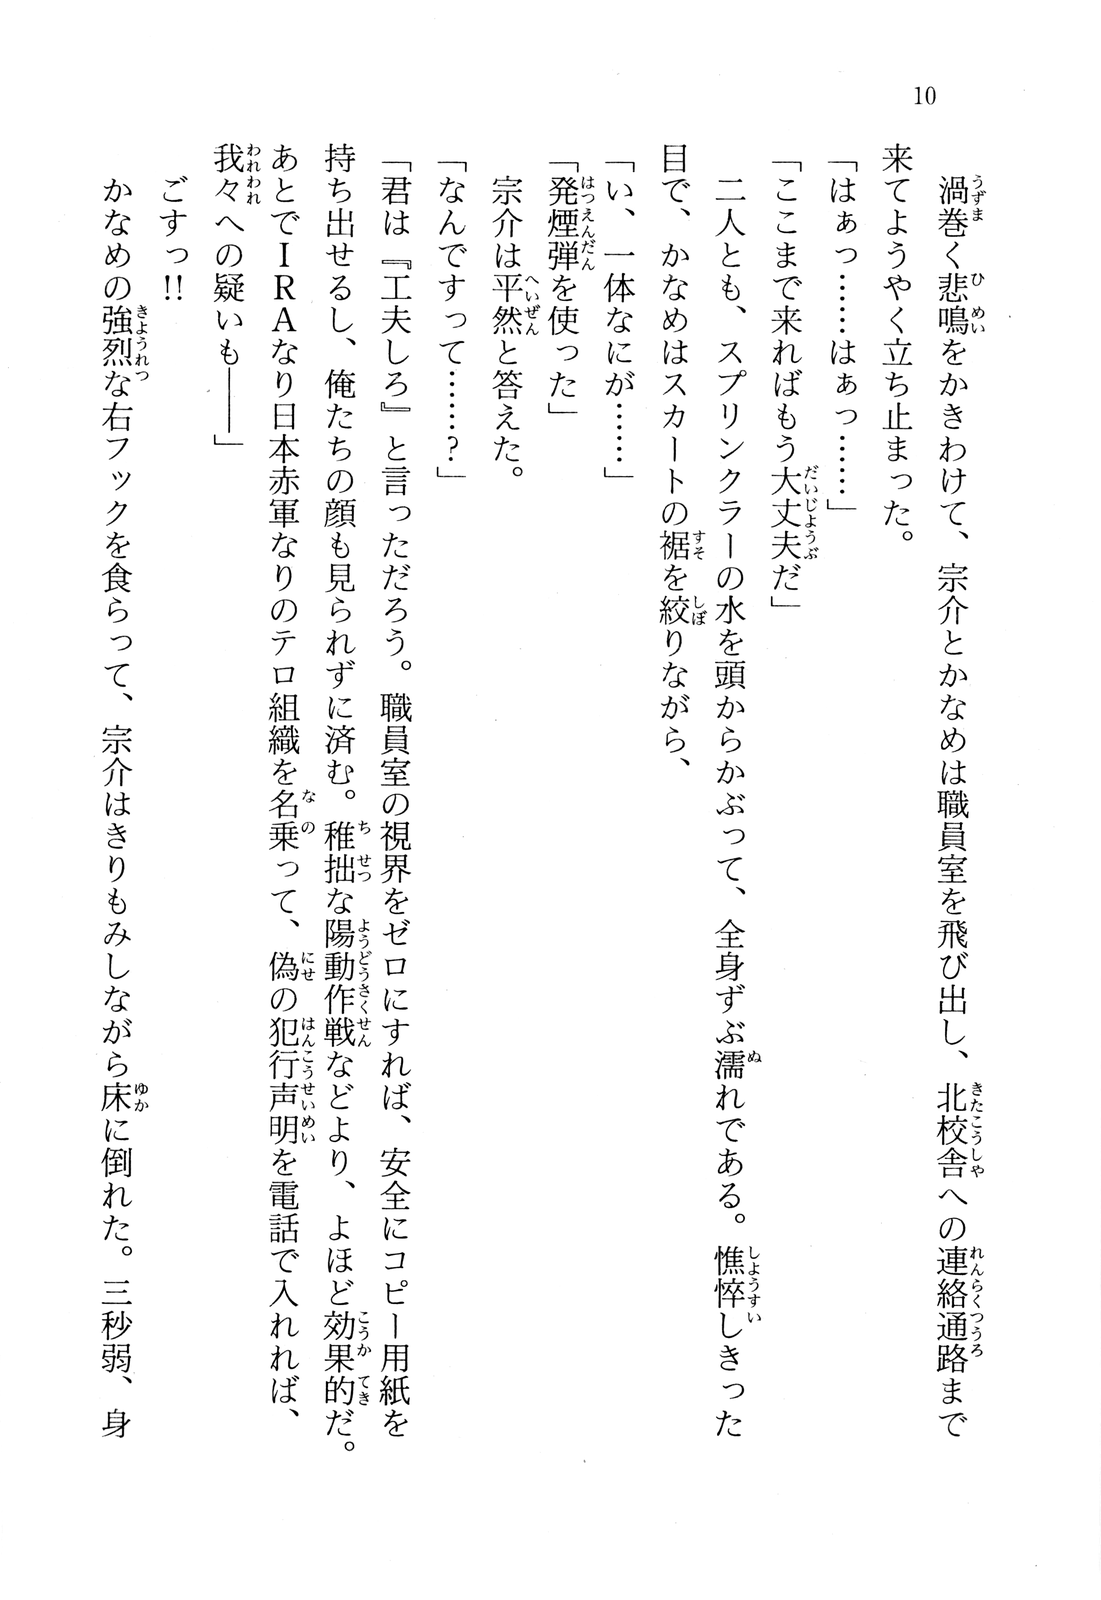 10
渦巻く悲鳴をかきわけて、宗介とかなめは職員室を飛び出し、北校舎への連絡通路まで
来てようやく立ち止まった。
「はぁっ……はぁっ……」
「ここまで来ればもう大丈夫だ」
二人とも、スプリンクラーの水を頭からかぶって、全身ずぶ濡れである。憔悴しきった
目で、かなめはスカートの裾を絞りながら、
「い、一体なにが……」
「発煙弾を使った」
宗介は平然と答えた。
「なんですって……?」
「君は『工夫しろ』と言っただろう。職員室の視界をゼロにすれば、安全にコピー用紙を
持ち出せるし、俺たちの顔も見られずに済む。稚拙な陽動作戦などより、よほど効果的だ。
あとでＩＲＡなり日本赤軍なりのテロ組織を名乗って、偽の犯行声明を電話で入れれば、
我々への疑いも――」
ごすっ!!
かなめの強烈な右フックを食らって、宗介はきりもみしながら床に倒れた。三秒弱、身